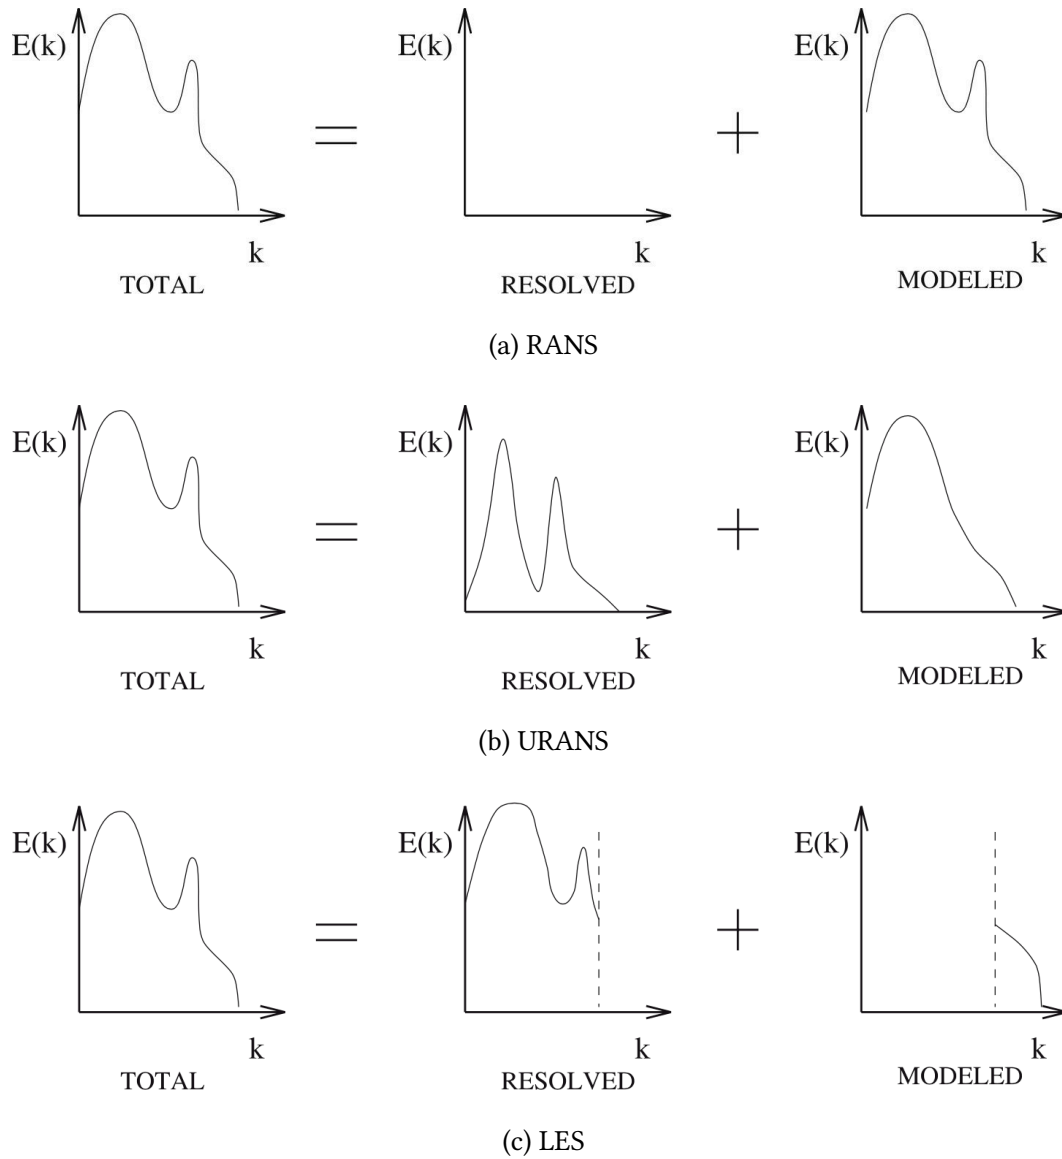 E(k) E(k) E(k)
= +
k k k
TOTAL RESOLVED MODELED
(a) RANS
E(k) E(k) E(k)
= +
k k k
TOTAL RESOLVED MODELED
(b) URANS
E(k) E(k) E(k)
= +
k k k
TOTAL RESOLVED MODELED
(c) LES